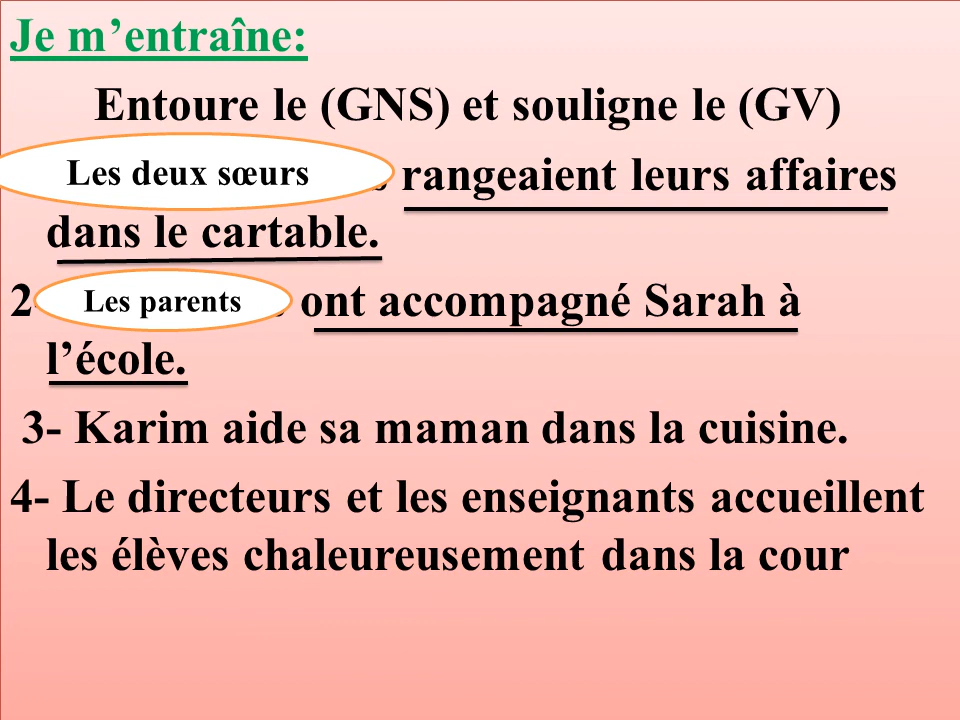 Je m’entraîne:
Entoure le (GNS) et souligne le (GV)
Les deux sœurs rangeaient leurs affaires
dans le cartable.
2 Les parents ont accompagné Sarah à
l’école.
3- Karim aide sa maman dans la cuisine.
4- Le directeurs et les enseignants accueillent
les élèves chaleureusement dans la cour